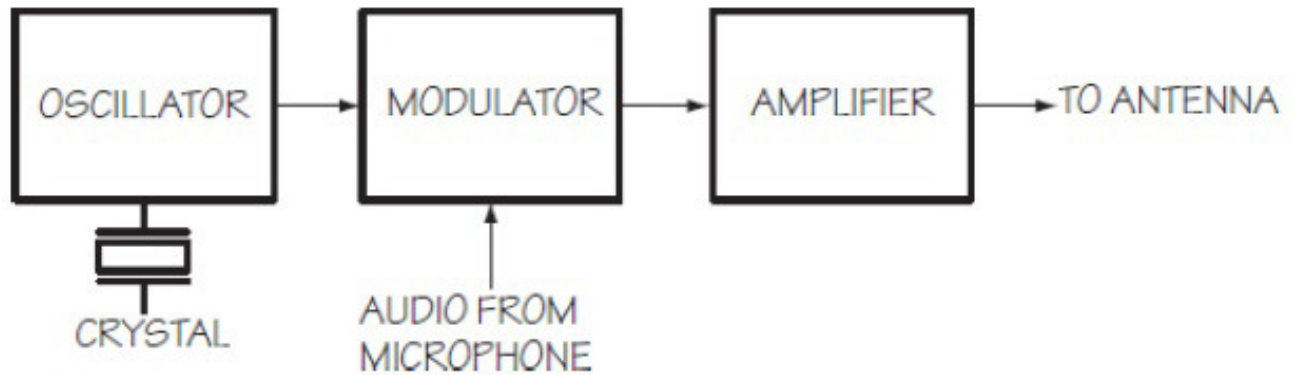 OSCILLATOR
MODULATOR
AMPLIFIER
TO ANTENNA
CRYSTAL
AUDIO FROM
MICROPHONE